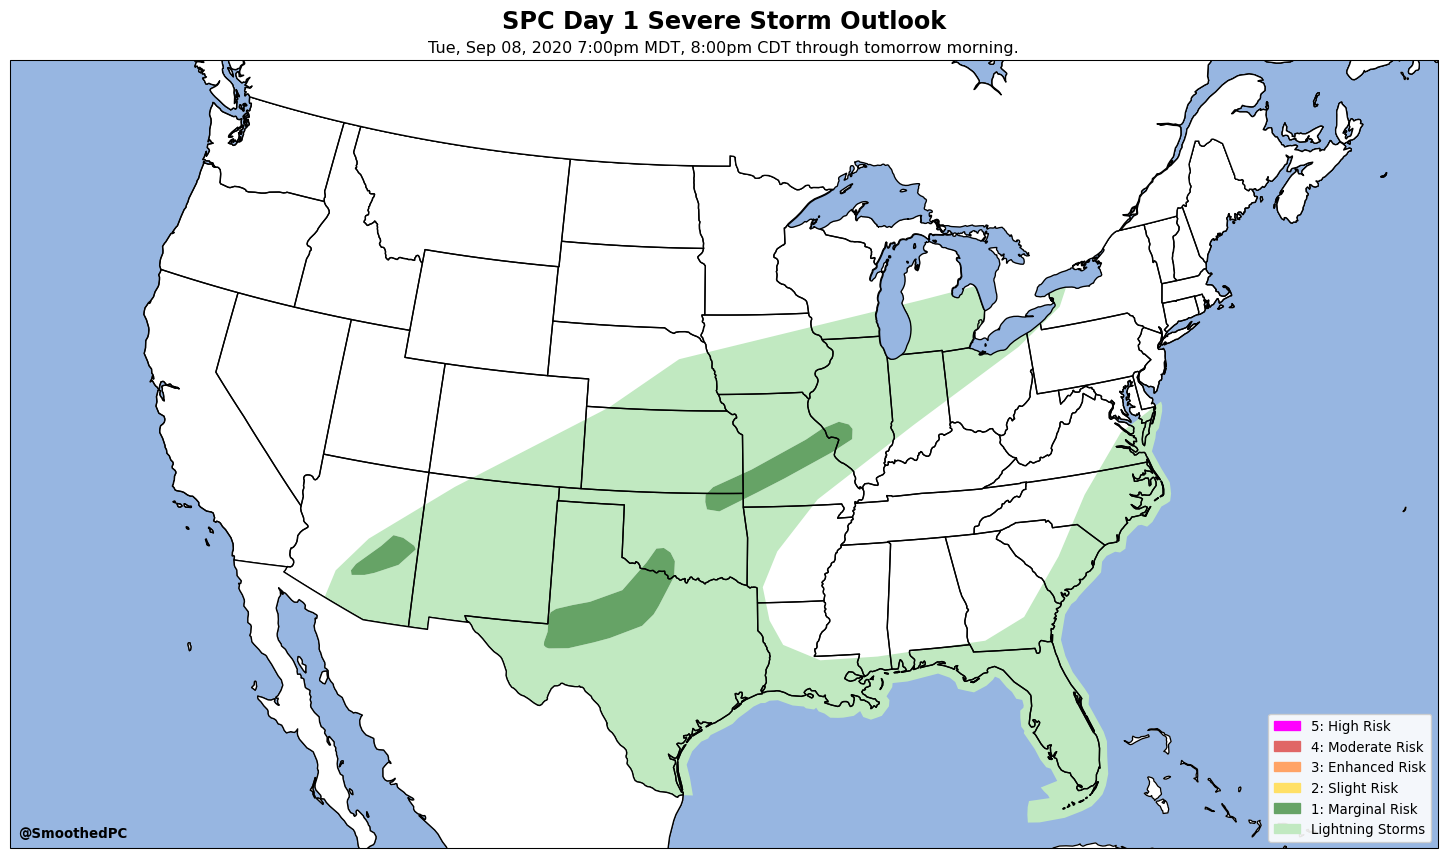 SPC Day 1 Severe Storm Outlook
Tue, Sep 08, 2020 7:00pm MDT, 8:00pm CDT through tomorrow morning.
5: High Risk
4: Moderate Risk
3: Enhanced Risk
2: Slight Risk
1: Marginal Risk
Lightning Storms
@SmoothedPC